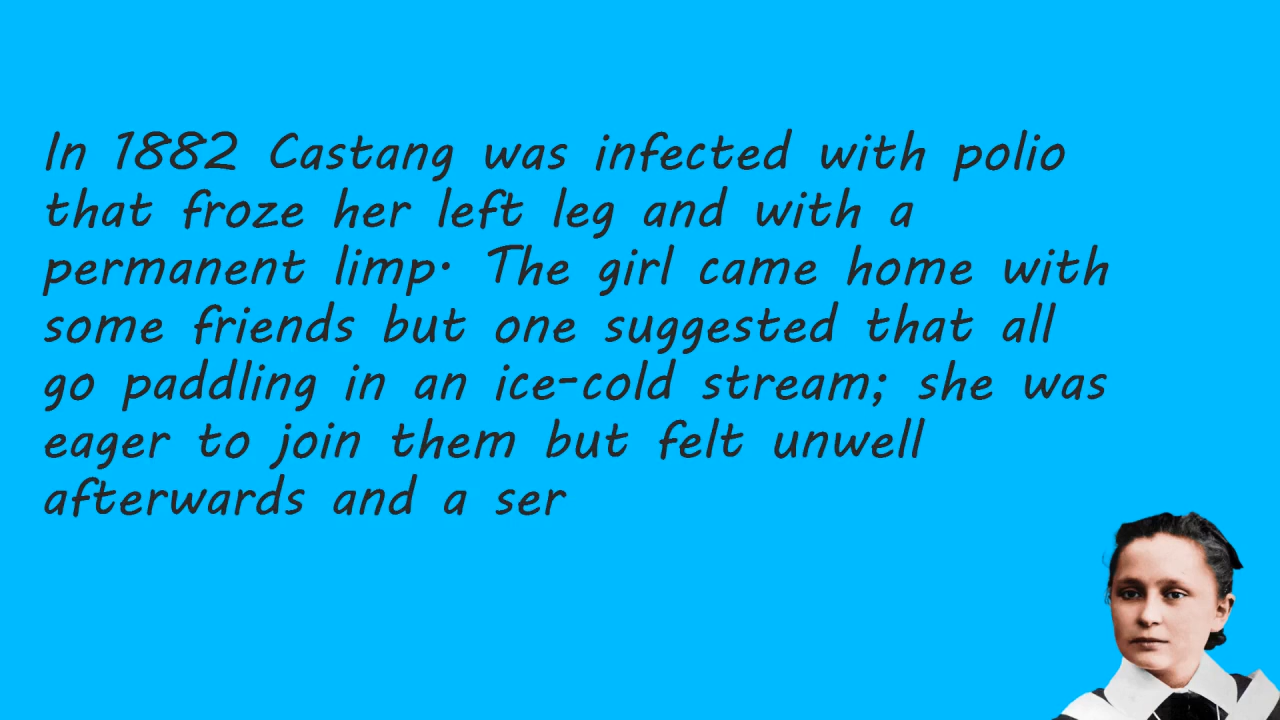 In 1882 Castang was infected with polio
that froze her left leg and with a
permanent limp. The girl came home with
some friends but one suggested that all
go paddling in an ice-cold stream; she was
eager to join them but felt unwell
afterwards and a ser